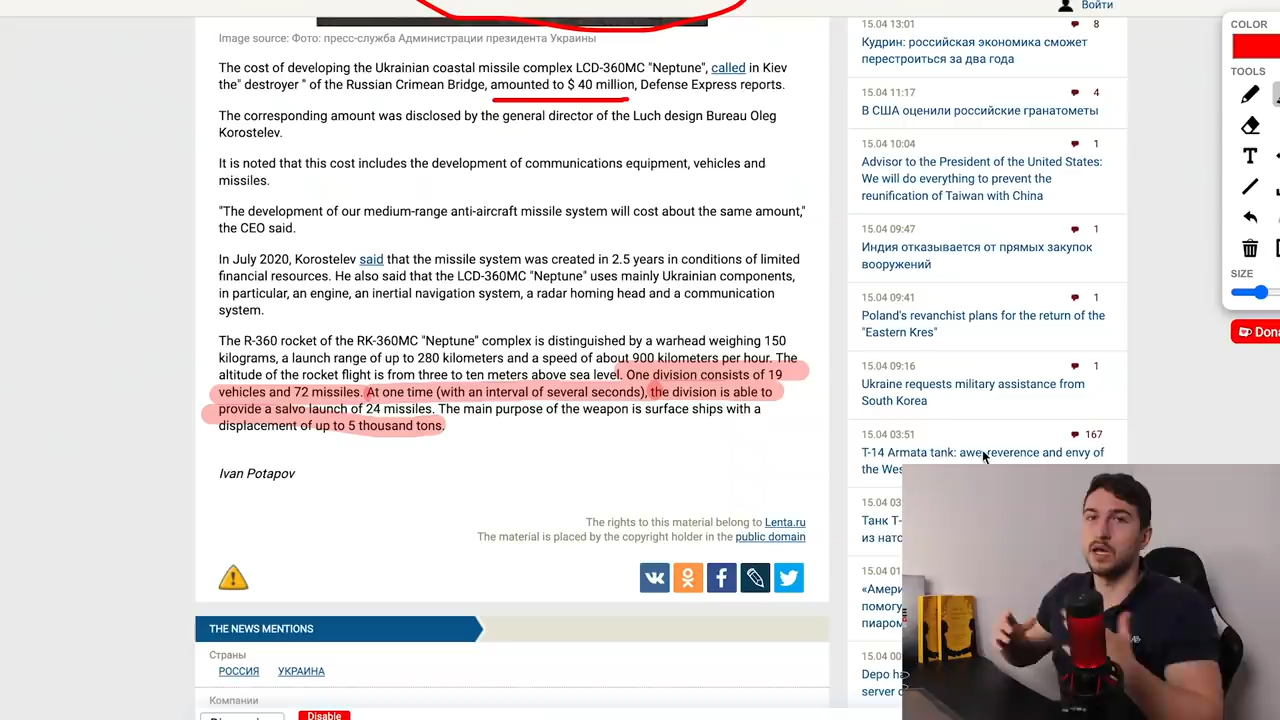 Войти
COLOR
TOOLS
SIZE
Image source: Фото: пресс-служба Администрации президента Украины
The cost of developing the Ukrainian coastal missile complex LCD-360MC "Neptune", called in Kiev
the" destroyer " of the Russian Crimean Bridge, amounted to $ 40 million, Defense Express reports.
The corresponding amount was disclosed by the general director of the Luch design Bureau Oleg
Korostelev.
It is noted that this cost includes the development of communications equipment, vehicles and
missiles.
"The development of our medium-range anti-aircraft missile system will cost about the same amount,"
the CEO said.
In July 2020, Korostelev said that the missile system was created in 2.5 years in conditions of limited
financial resources. He also said that the LCD-360MC "Neptune" uses mainly Ukrainian components,
in particular, an engine, an inertial navigation system, a radar homing head and a communication
system.
The R-360 rocket of the RK-360MC "Neptune" complex is distinguished by a warhead weighing 150
kilograms, a launch range of up to 280 kilometers and a speed of about 900 kilometers per hour. The
altitude of the rocket flight is from three to ten meters above sea level. One division consists of 19
vehicles and 72 missiles. At one time (with an interval of several seconds), the division is able to
provide a salvo launch of 24 missiles. The main purpose of the weapon is surface ships with a
displacement of up to 5 thousand tons.
Ivan Potapov
The rights to this material belong to Lenta.ru
The material is placed by the copyright holder in the public domain
THE NEWS MENTIONS
Страны
РОССИЯ УКРАИНА
Компании
Disable
15.04 13:01 8
Кудрин: российская экономика сможет
перестроиться за два года
15.04 11:17 4
В США оценили российские гранатометы
15.04 10:04 1
Advisor to the President of the United States:
We will do everything to prevent the
reunification of Taiwan with China
15.04 09:47 1
Индия отказывается от прямых закупок
вооружений
15.04 09:41 1
Poland's revanchist plans for the return of the
"Eastern Kres"
15.04 09:16 1
Ukraine requests military assistance from
South Korea
15.04 03:51 167
T-14 Armata tank: awe, reverence and envy of
the Wes
15.04 03
Танк Т-
из нато
15.04 01
«Амери
помогу
пиаром
15.04 00
Depo ha
server c
Dona